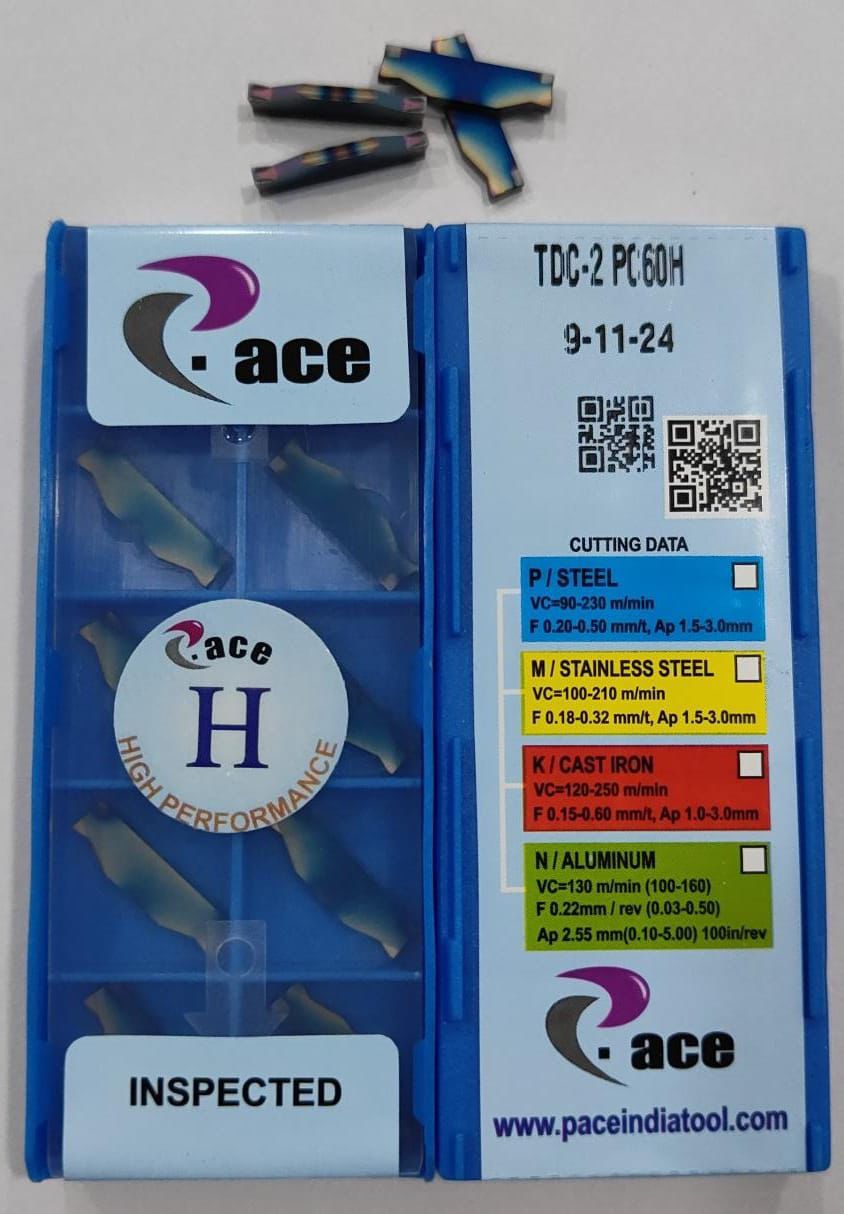 P.ace
P.ace
H
HIGH PERFORMANCE
INSPECTED
TDC-2 PC60H
9-11-24
CUTTING DATA
P / STEEL
VC=90-230 m/min
F 0.20-0.50 mm/t, Ap 1.5-3.0mm
M / STAINLESS STEEL
VC=100-210 m/min
F 0.18-0.32 mm/t, Ap 1.5-3.0mm
K / CAST IRON
VC=120-250 m/min
F 0.15-0.60 mm/t, Ap 1.0-3.0mm
N / ALUMINUM
VC=130 m/min (100-160)
F 0.22mm / rev (0.03-0.50)
Ap 2.55 mm(0.10-5.00) 100in/rev
P.ace
www.paceindiatool.com